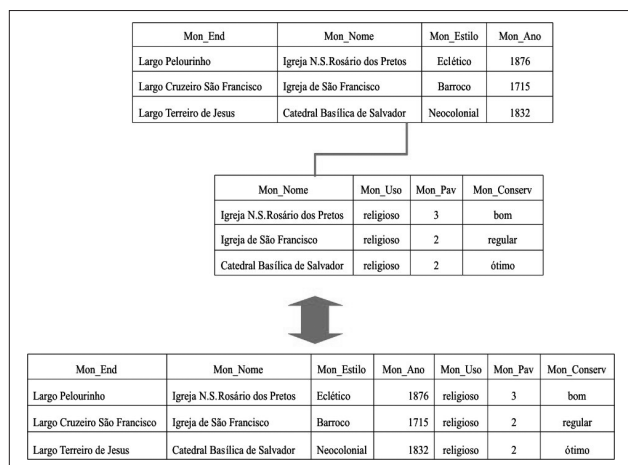 Mon_End Mon_Nome Mon_Estilo Mon_Ano
Largo Pelourinho Igreja N.S.Rosário dos Pretos Eclético 1876
Largo Cruzeiro São Francisco Igreja de São Francisco Barroco 1715
Largo Terreiro de Jesus Catedral Basílica de Salvador Neocolonial 1832
Mon_Nome Mon_Uso Mon_Pav Mon_Conserv
Igreja N.S.Rosário dos Pretos religioso 3 bom
Igreja de São Francisco religioso 2 regular
Catedral Basílica de Salvador religioso 2 ótimo
Mon_End Mon_Nome Mon_Estilo Mon_Ano Mon_Uso Mon_Pav Mon_Conserv
Largo Pelourinho Igreja N.S.Rosário dos Pretos Eclético 1876 religioso 3 bom
Largo Cruzeiro São Francisco Igreja de São Francisco Barroco 1715 religioso 2 regular
Largo Terreiro de Jesus Catedral Basílica de Salvador Neocolonial 1832 religioso 2 ótimo